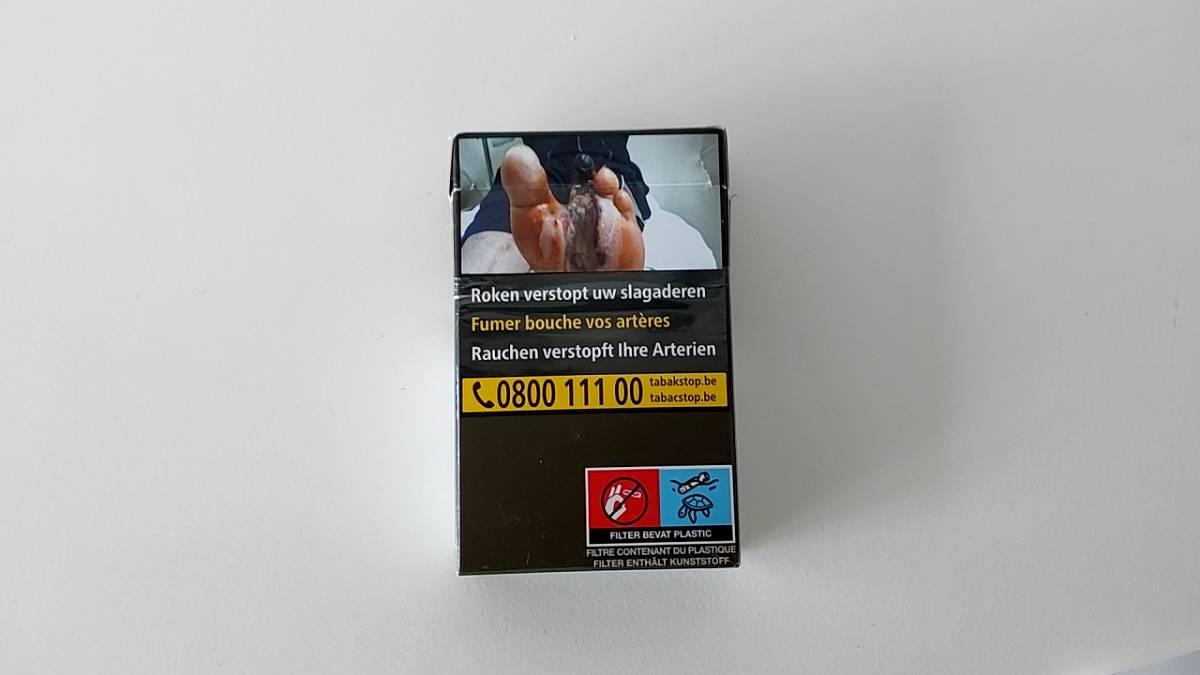 Roken verstopt uw slagaderen
Fumer bouche vos artères
Rauchen verstopft Ihre Arterien
0800 111 00
tabakstop.be
tabacstop.be
FILTER BEVAT PLASTIC
FILTRE CONTENANT DU PLASTIQUE
FILTER ENTHÄLT KUNSTSTOFF